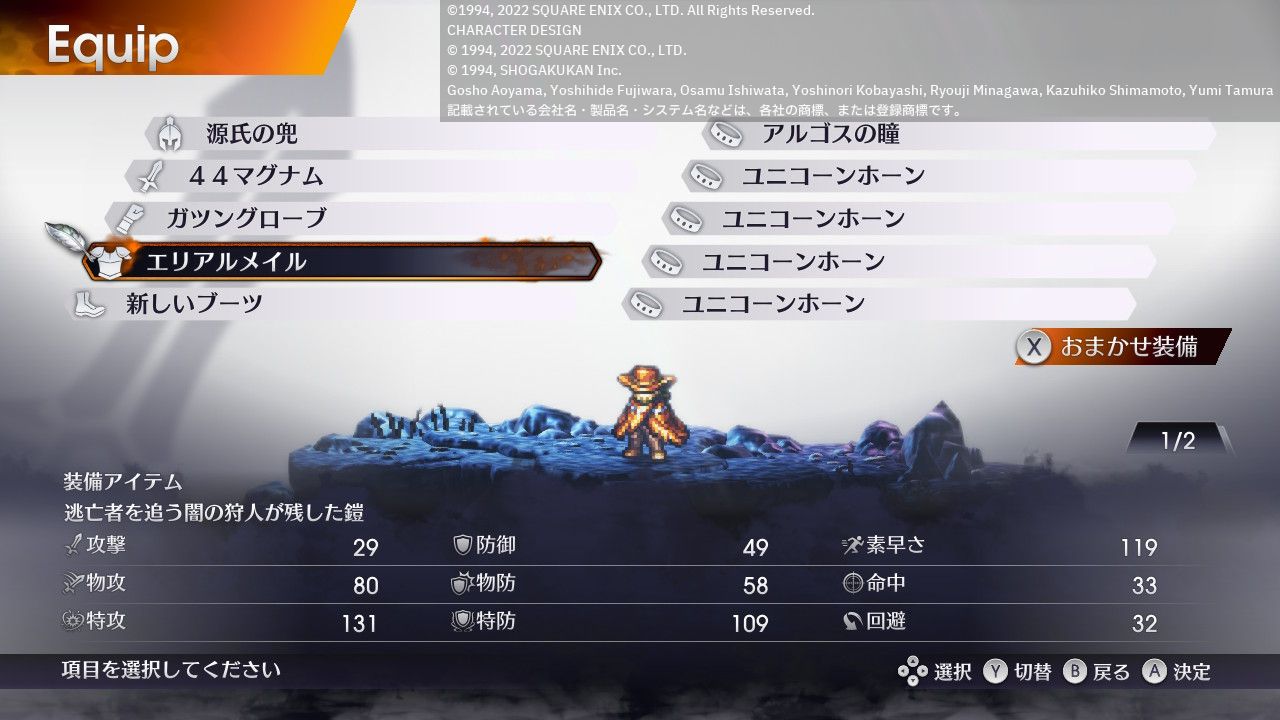 Equip
©1994, 2022 SQUARE ENIX CO., LTD. All Rights Reserved.
CHARACTER DESIGN
© 1994, 2022 SQUARE ENIX CO., LTD.
© 1994, SHOGAKUKAN Inc.
Gosho Aoyama, Yoshihide Fujiwara, Osamu Ishiwata, Yoshinori Kobayashi, Ryouji Minagawa, Kazuhiko Shimamoto, Yumi Tamura
記載されている会社名・製品名・システム名などは、各社の商標、または登録商標です。
源氏の兜 アルゴスの瞳
４４マグナム ユニコーンホーン
ガツングローブ ユニコーンホーン
エリアルメイル ユニコーンホーン
新しいブーツ ユニコーンホーン
X おまかせ装備
1/2
装備アイテム
逃亡者を追う闇の狩人が残した鎧
攻撃 29 防御 49 素早さ 119
物攻 80 物防 58 命中 33
特攻 131 特防 109 回避 32
項目を選択してください 選択 Y 切替 B 戻る A 決定